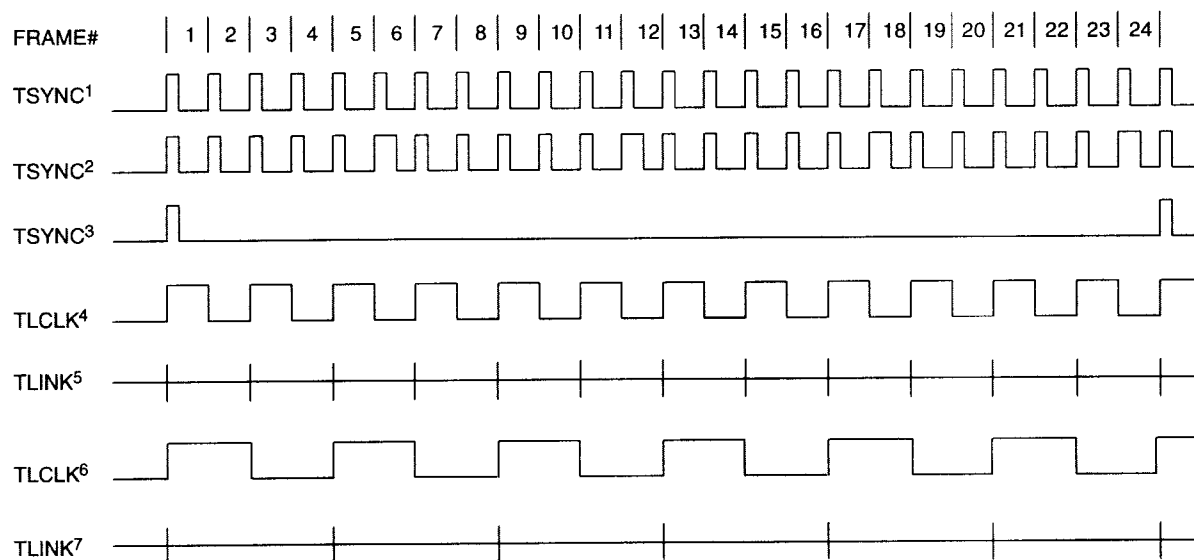 FRAME# 1 2 3 4 5 6 7 8 9 10 11 12 13 14 15 16 17 18 19 20 21 22 23 24
TSYNC¹
TSYNC²
TSYNC³
TLCLK⁴
TLINK⁵
TLCLK⁶
TLINK⁷